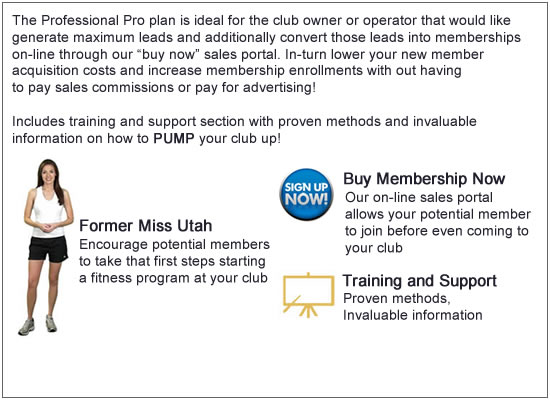 The Professional Pro plan is ideal for the club owner or operator that would like
generate maximum leads and additionally convert those leads into memberships
on-line through our “buy now” sales portal. In-turn lower your new member
acquisition costs and increase membership enrollments with out having
to pay sales commissions or pay for advertising!
Includes training and support section with proven methods and invaluable
information on how to PUMP your club up!
Former Miss Utah
Encourage potential members
to take that first steps starting
a fitness program at your club
SIGN UP
NOW!
Buy Membership Now
Our on-line sales portal
allows your potential member
to join before even coming to
your club
Training and Support
Proven methods,
Invaluable information